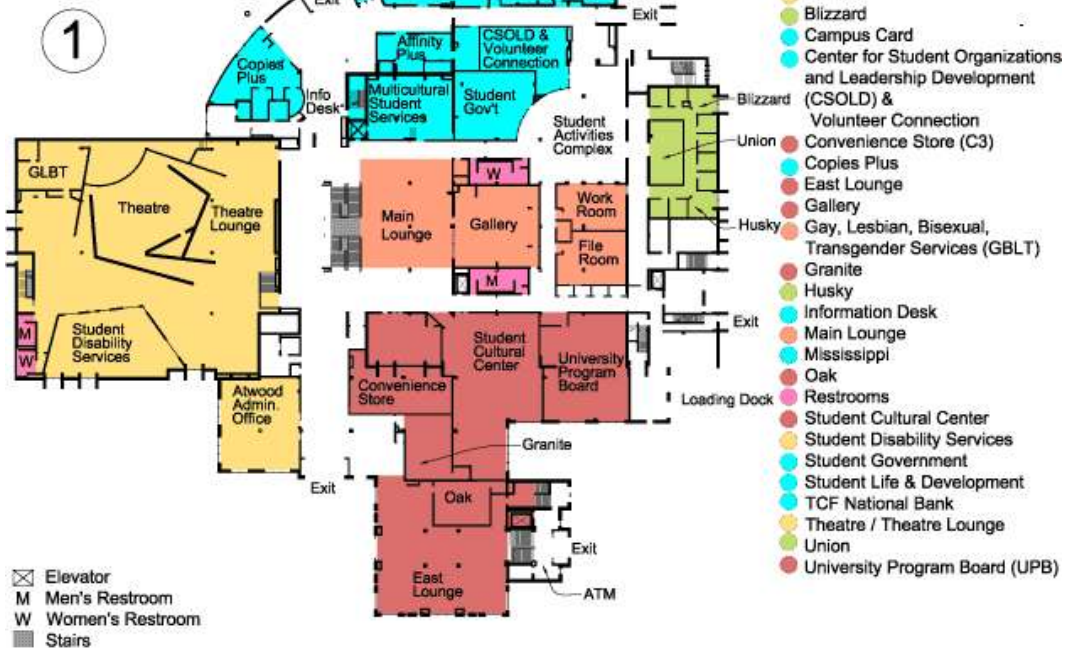 1
Exit
Exit
Copies
Plus
Affinity
Plus
CSOLD &
Volunteer
Connection
Info
Desk
Multicultural
Student
Services
Student
Gov't
Student
Activities
Complex
Blizzard
Union
Husky
GLBT
Theatre
Theatre
Lounge
Main
Lounge
W
Gallery
M
Work
Room
File
Room
Exit
M
W
Student
Disability
Services
Atwood
Admin.
Office
Student
Cultural
Center
Convenience
Store
University
Program
Board
Loading Dock
Granite
Exit
Oak
East
Lounge
Exit
ATM
Elevator
M Men's Restroom
W Women's Restroom
Stairs
Blizzard
Campus Card
Center for Student Organizations
and Leadership Development
(CSOLD) &
Volunteer Connection
Convenience Store (C3)
Copies Plus
East Lounge
Gallery
Gay, Lesbian, Bisexual,
Transgender Services (GBLT)
Granite
Husky
Information Desk
Main Lounge
Mississippi
Oak
Restrooms
Student Cultural Center
Student Disability Services
Student Government
Student Life & Development
TCF National Bank
Theatre / Theatre Lounge
Union
University Program Board (UPB)